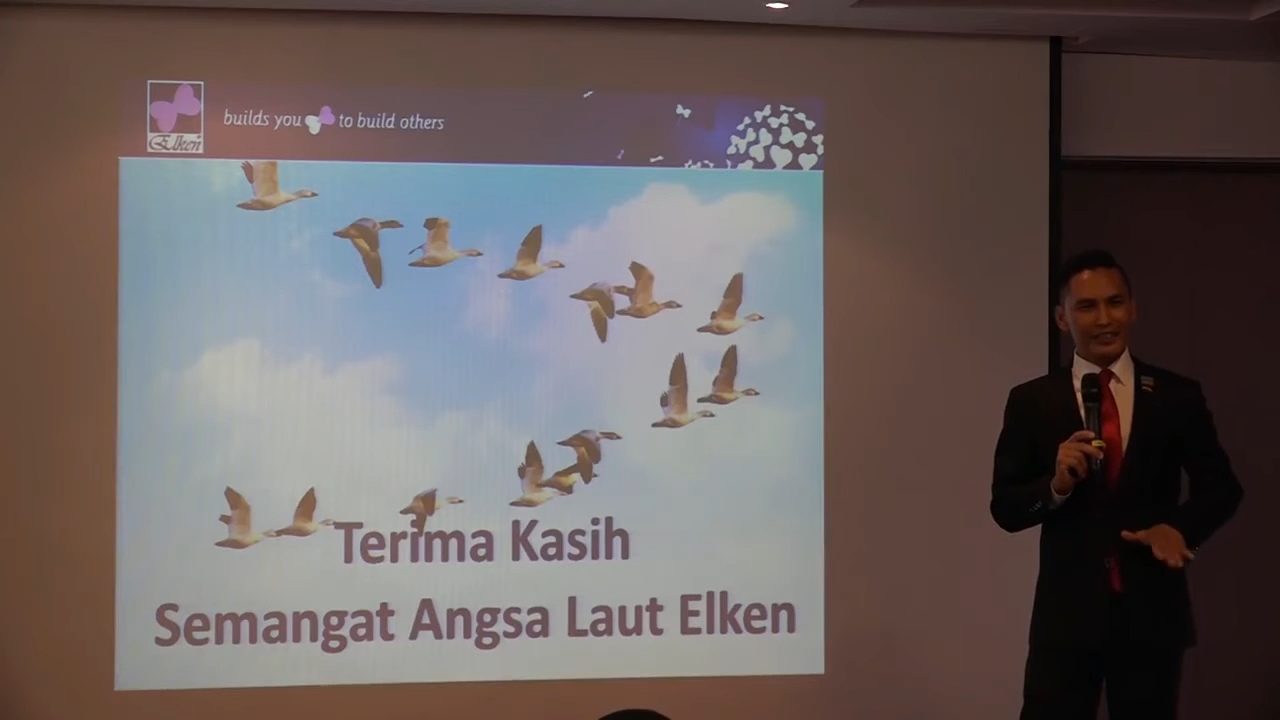 Elken
builds you to build others
Terima Kasih
Semangat Angsa Laut Elken